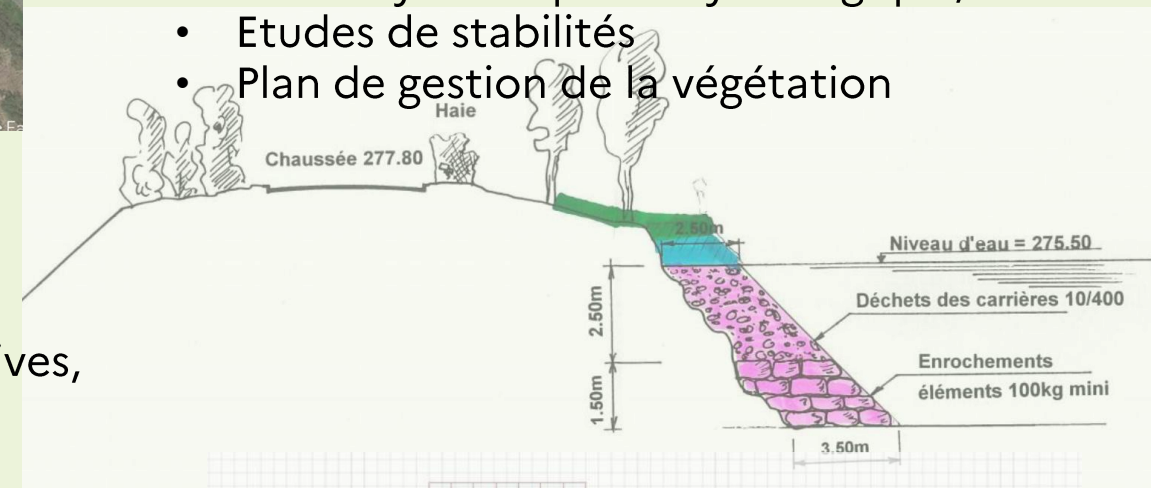 • Etudes de stabilités
• Plan de gestion de la végétation
Haie
Chaussée 277.80
2.50m
Niveau d'eau = 275.50
Déchets des carrières 10/400
2.50m
Enrochements
éléments 100kg mini
ves,
1.50m
3.50m